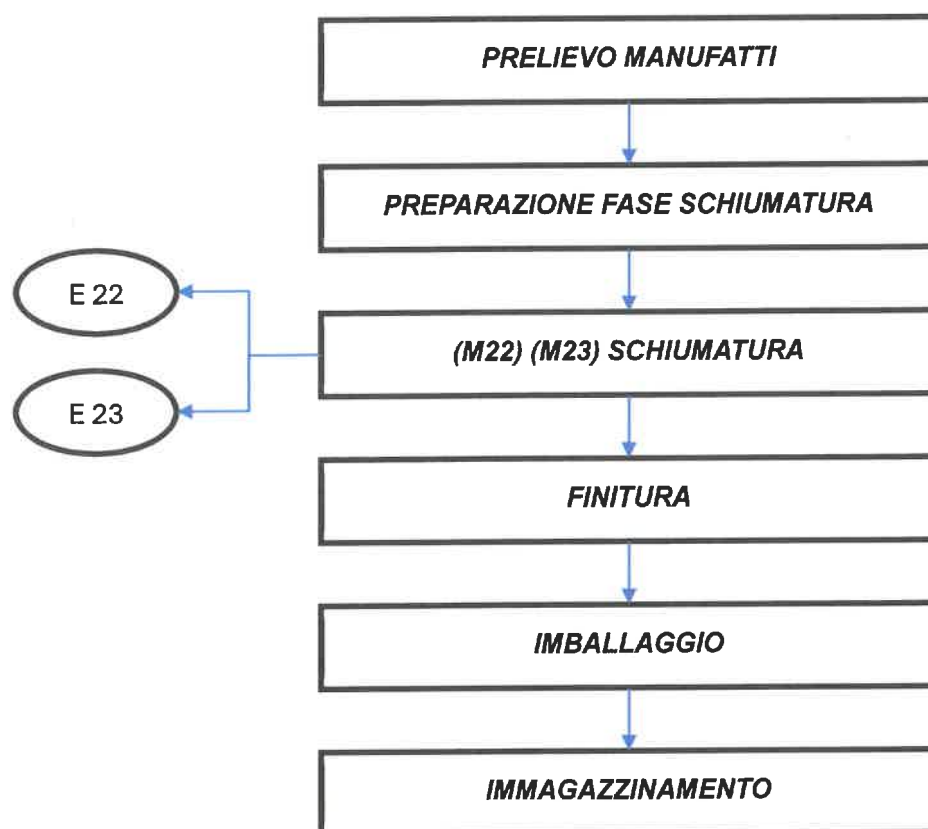 PRELIEVO MANUFATTI
PREPARAZIONE FASE SCHIUMATURA
E 22
(M22) (M23) SCHIUMATURA
E 23
FINITURA
IMBALLAGGIO
IMMAGAZZINAMENTO